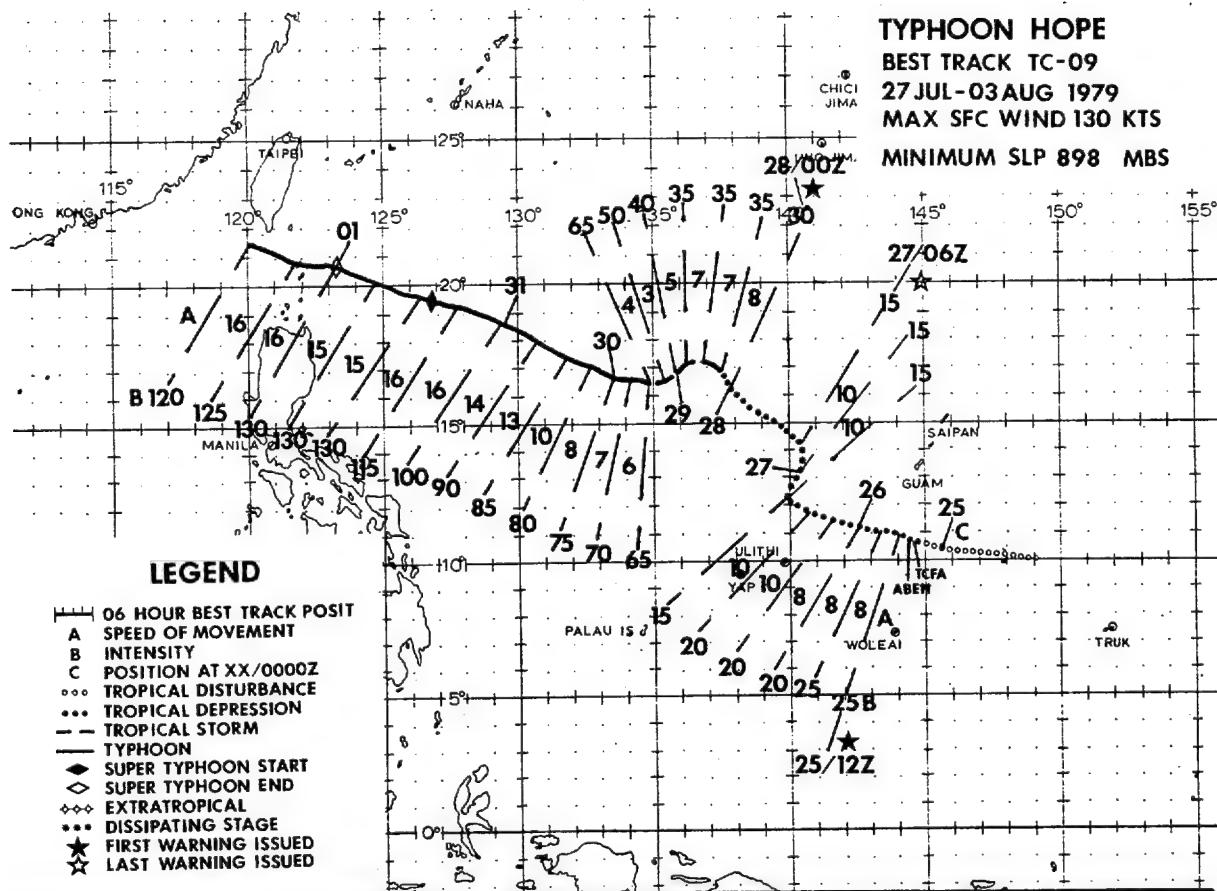 TYPHOON HOPE
BEST TRACK TC-09
27 JUL-03 AUG 1979
MAX SFC WIND 130 KTS
MINIMUM SLP 898 MBS
CHICI
JIMA
NAHA
25°
TAIPEI
28/00Z
115°
ONG KONG
120°
125°
130°
135°
140°
145°
150°
155°
01
65
50
40
35
35
35
30
27/06Z
20°
31
4
3
5
7
7
8
15
15
15
A
16
16
15
15
16
16
14
13
10
8
7
6
30
29
28
10
10
B 120
125
130
130
130
115
100
90
85
80
75
70
65
15°
MANILA
SAIPAN
GUAM
27
26
25
C
10°
ULITHI
YAP
10
10
8
8
8
A
TCFA
ABEH
WOLEAI
TRUK
PALAU IS
15
20
20
20
25
25 B
5°
25/12Z
0°
LEGEND
06 HOUR BEST TRACK POSIT
A SPEED OF MOVEMENT
B INTENSITY
C POSITION AT XX/0000Z
TROPICAL DISTURBANCE
TROPICAL DEPRESSION
TROPICAL STORM
TYPHOON
SUPER TYPHOON START
SUPER TYPHOON END
EXTRATROPICAL
DISSIPATING STAGE
FIRST WARNING ISSUED
LAST WARNING ISSUED